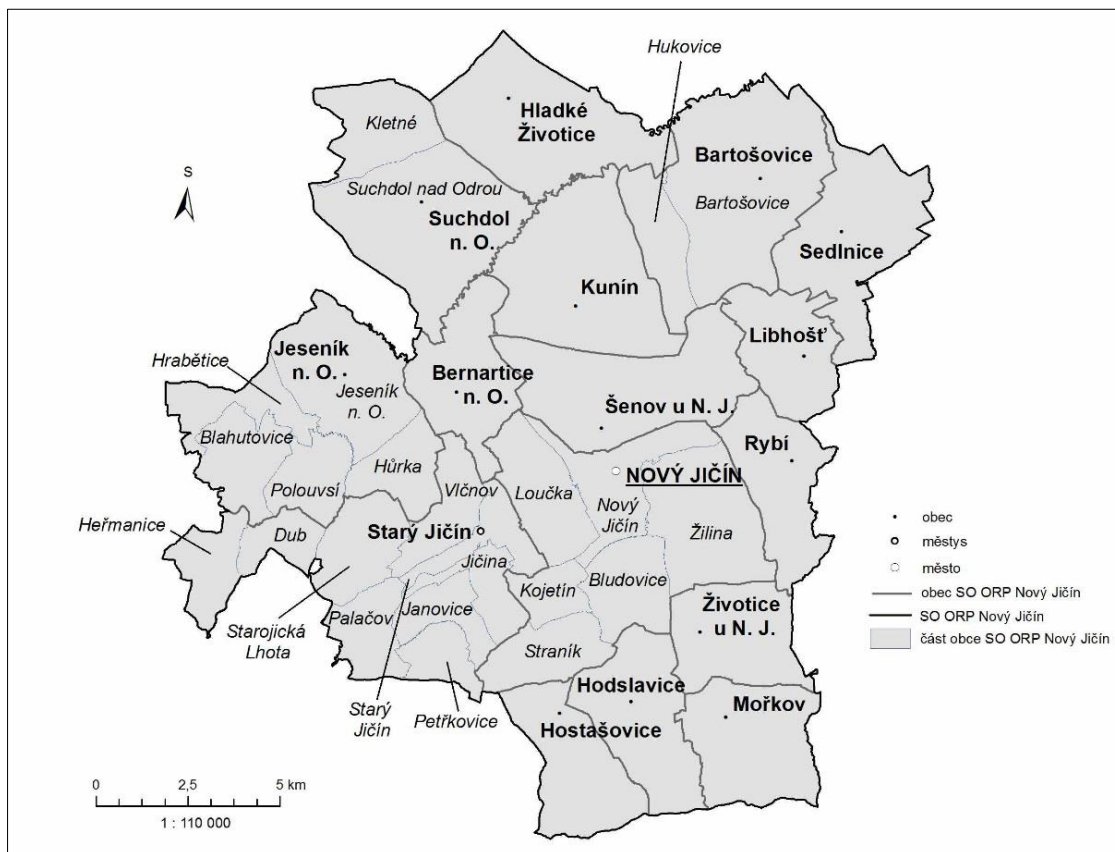 Hukovice
Hladké
Životice
Kletné
Bartošovice
Suchdol nad Odrou
Suchdol
n. O.
Bartošovice
S
Sedlnice
Kunín
Libhošť
Hrabětice
Jeseník
n. O.
Jeseník
n. O.
Bernartice
n. O.
Šenov u N. J.
Blahutovice
Hůrka
Rybí
Polouvsí
Vlčnov
Loučka
NOVÝ JIČÍN
Nový
Jičín
Heřmanice
Dub
Starý Jičín
Žilina
Jičina
Kojetín
Bludovice
Palačov
Janovice
Životice
u N. J.
Starojická
Lhota
Straník
Starý
Jičín
Petřkovice
Hodslavice
Mořkov
Hostašovice
obec
městys
město
obec SO ORP Nový Jičín
SO ORP Nový Jičín
část obce SO ORP Nový Jičín
0 2,5 5 km
1 : 110 000